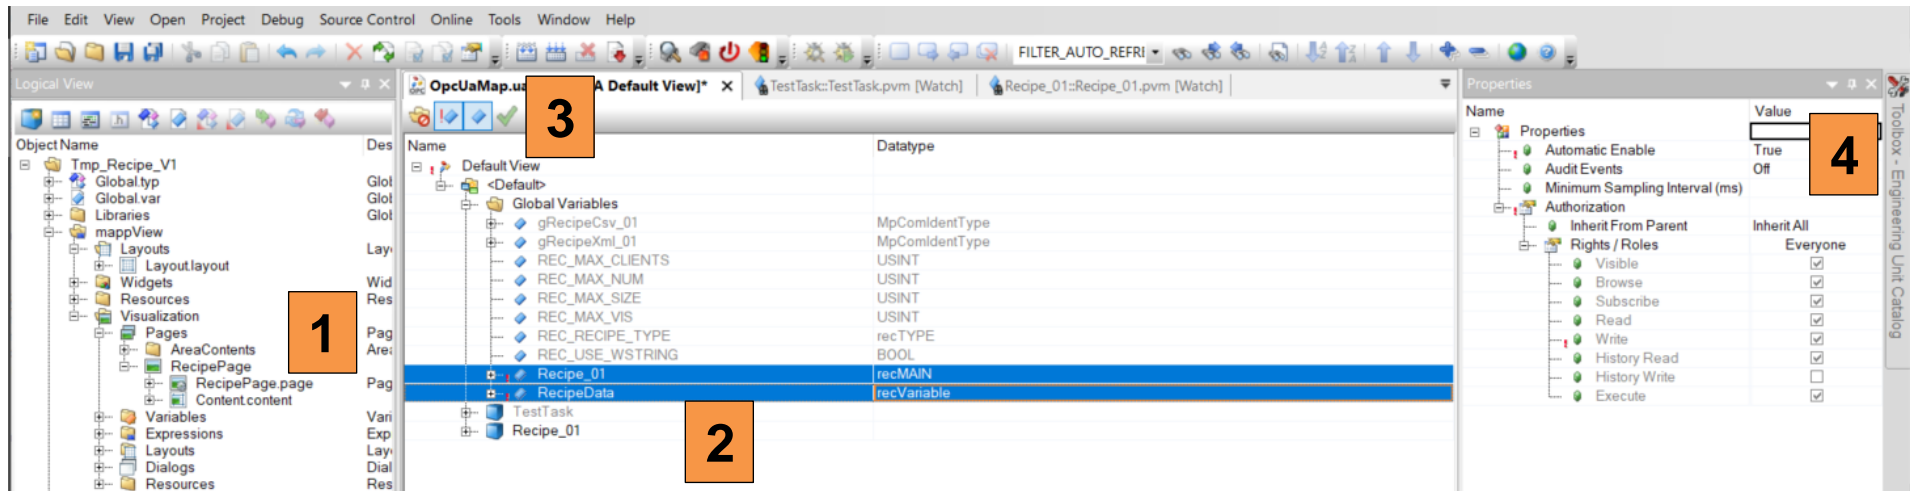 File Edit View Open Project Debug Source Control Online Tools Window Help
FILTER_AUTO_REFRI
Logical View
Object Name Des
Tmp_Recipe_V1
Global.typ Glol
Global.var Glol
Libraries Glol
mappView
Layouts Lay
Layout.layout
Widgets Wid
Resources Res
Visualization
Pages Pag
AreaContents Are
RecipePage
RecipePage.page Pag
Content.content
Variables Vari
Expressions Exp
Layouts Lay
Dialogs Dial
Resources Res
1
OpcUaMap.ua A Default View]* TestTask::TestTask.pvm [Watch] Recipe_01::Recipe_01.pvm [Watch]
3
Name Datatype
Default View
<Default>
Global Variables
gRecipeCsv_01 MpComIdentType
gRecipeXml_01 MpComIdentType
REC_MAX_CLIENTS USINT
REC_MAX_NUM USINT
REC_MAX_SIZE USINT
REC_MAX_VIS USINT
REC_RECIPE_TYPE recTYPE
REC_USE_WSTRING BOOL
Recipe_01 recMAIN
RecipeData recVariable
TestTask
Recipe_01
2
Properties
Name Value
Properties
Automatic Enable True
Audit Events Off
Minimum Sampling Interval (ms)
Authorization
Inherit From Parent Inherit All
Rights / Roles Everyone
Visible
Browse
Subscribe
Read
Write
History Read
History Write
Execute
4
Toolbox - Engineering Unit Catalog